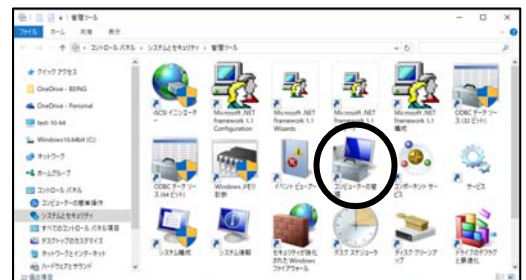 管理ツール
ファイル ホーム 共有 表示
コントロール パネル › システムとセキュリティ › 管理ツール
クイック アクセス
OneDrive - BEING
OneDrive - Personal
test-10-64
Windows10.64bit (C:)
ネットワーク
ホームグループ
コントロール パネル
コンピューターの簡単操作
システムとセキュリティ
すべてのコントロール パネル項目
デスクトップのカスタマイズ
ネットワークとインターネット
ハードウェアとサウンド
iSCSI イニシエーター
Microsoft .NET Framework 1.1 Configuration
Microsoft .NET Framework 1.1 Wizards
Microsoft .NET Framework 1.1
Microsoft .NET Framework 1.1 構成
ODBC データ ソース (32 ビット)
ODBC データ ソース (64 ビット)
Windows メモリ診断
イベント ビューアー
コンピューターの管理
コンポーネント サービス
サービス
システム構成
システム情報
セキュリティが強化された Windows ファイアウォール
タスク スケジューラ
ディスク クリーンアップ
ドライブのデフラグと最適化
22 個の項目